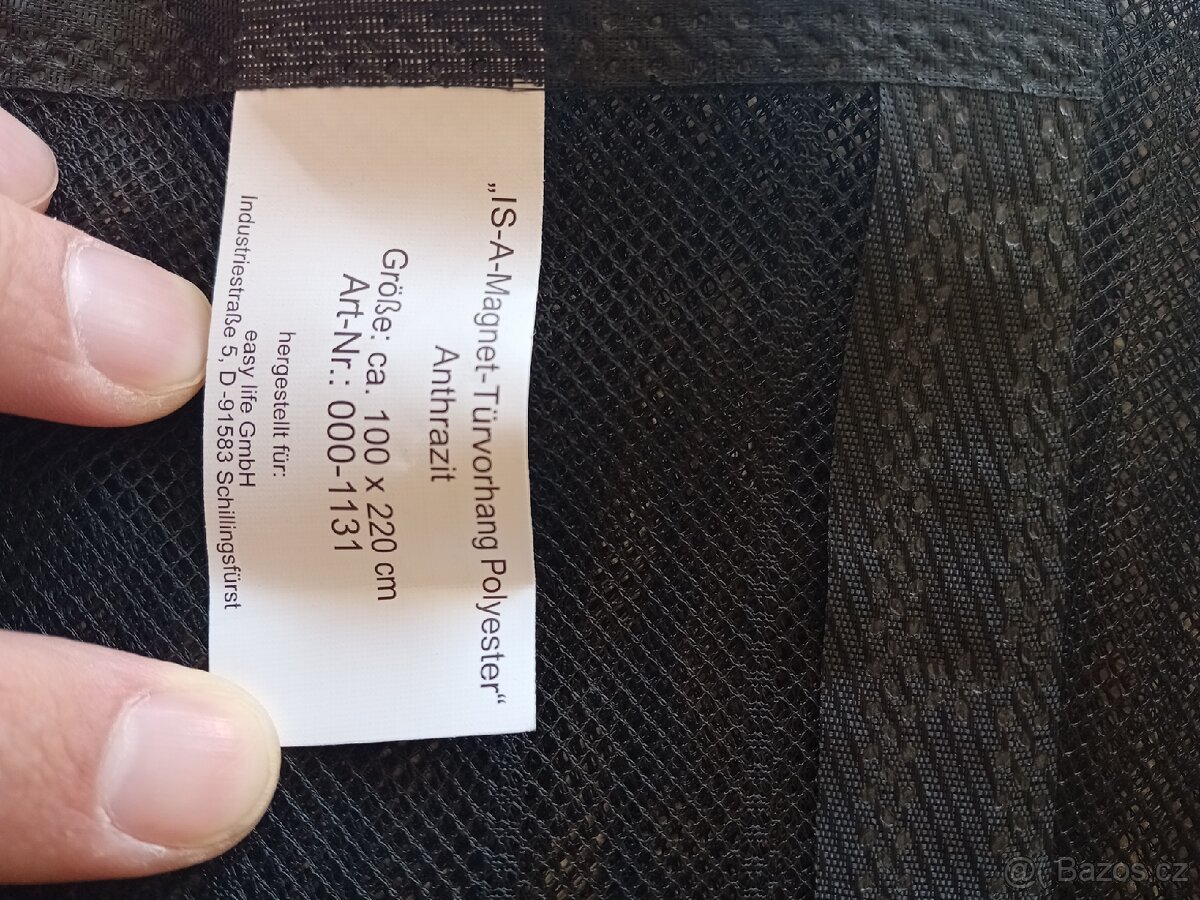 „IS-A-Magnet-Türvorhang Polyester“
Anthrazit
Größe: ca. 100 x 220 cm
Art-Nr.: 000-1131
hergestellt für:
easy life GmbH
Industriestraße 5, D -91583 Schillingsfürst
@ Bazos.cz